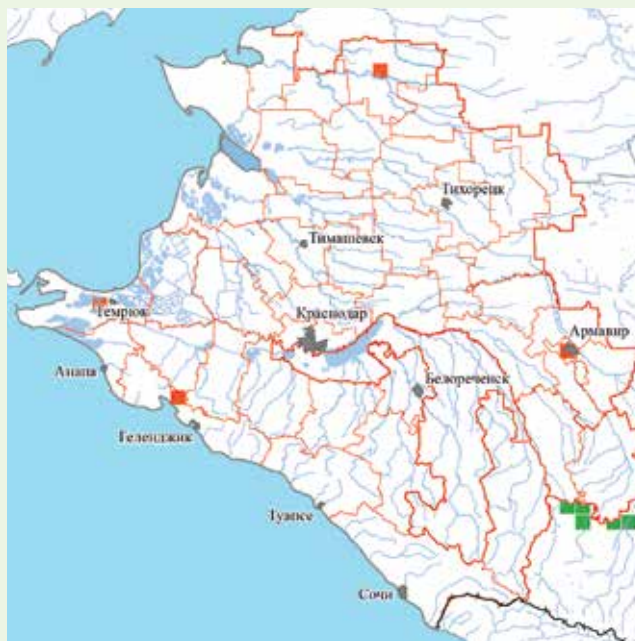 Тихорецк
Тимашевск
Темрюк
Краснодар
Армавир
Анапа
Белореченск
Геленджик
Туапсе
Сочи